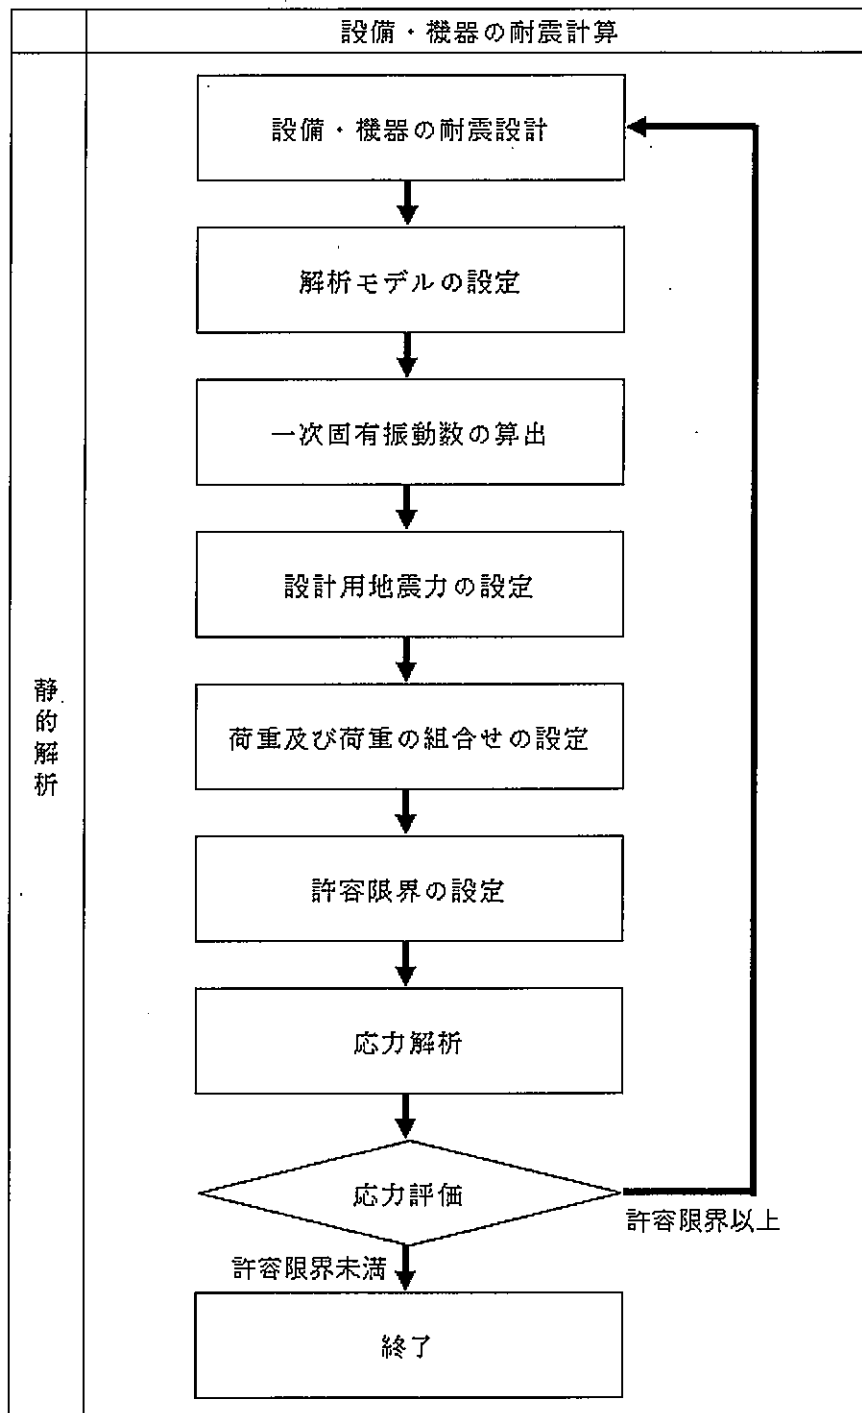 設備・機器の耐震計算
静的解析
設備・機器の耐震設計
解析モデルの設定
一次固有振動数の算出
設計用地震力の設定
荷重及び荷重の組合せの設定
許容限界の設定
応力解析
応力評価
許容限界以上
許容限界未満
終了